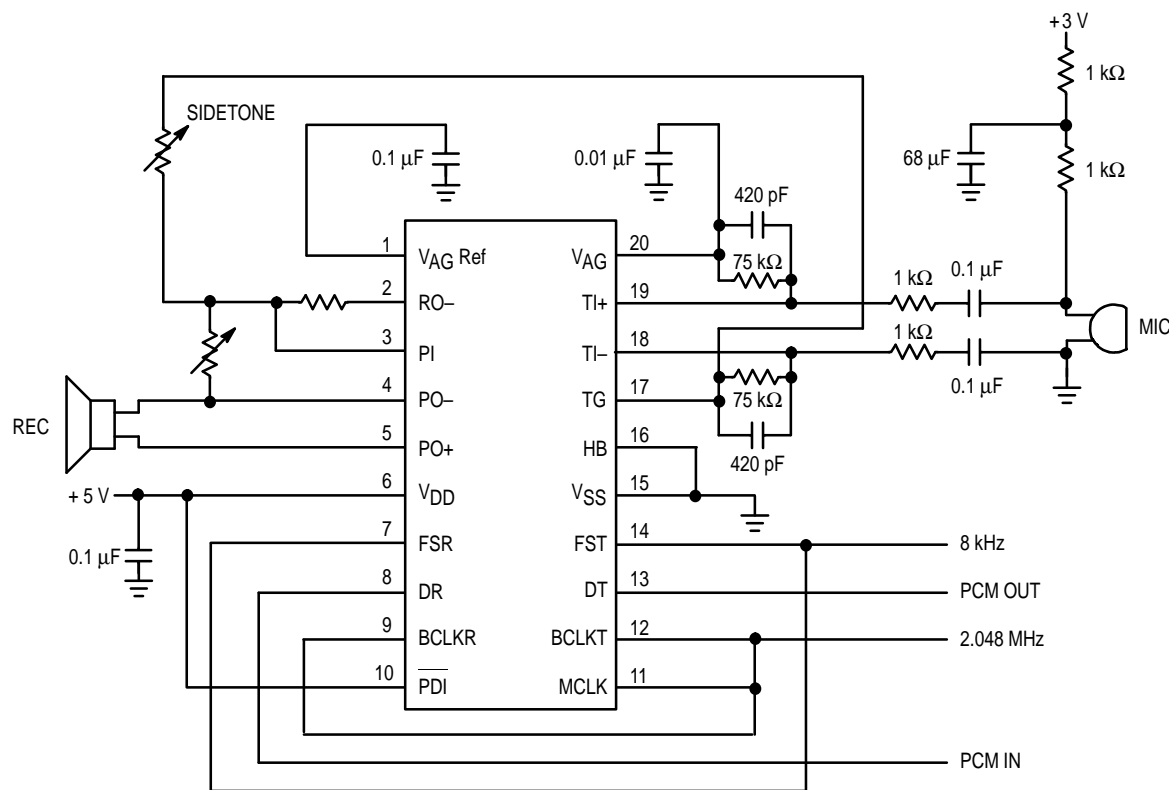 +3 V
1 kΩ
SIDETONE
0.1 µF
0.01 µF
68 µF
1 kΩ
420 pF
1 VAG Ref
VAG 20
75 kΩ
1 kΩ
0.1 µF
2 RO–
TI+ 19
MIC
3 PI
TI– 18
1 kΩ
0.1 µF
4 PO–
TG 17
75 kΩ
REC
5 PO+
HB 16
420 pF
+ 5 V
6 VDD
VSS 15
7 FSR
FST 14
8 kHz
0.1 µF
8 DR
DT 13
PCM OUT
9 BCLKR
BCLKT 12
2.048 MHz
10 PDI
MCLK 11
PCM IN